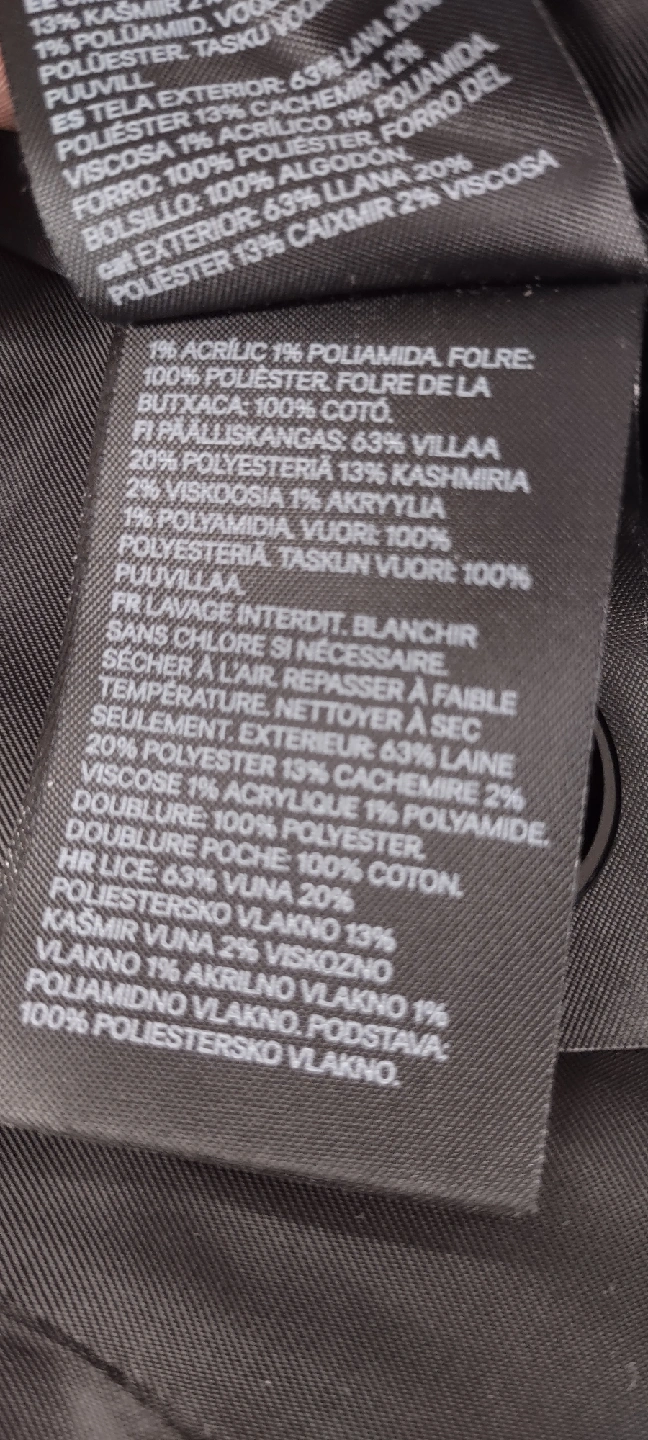 13% KAŠMIIR 2%
1% POLÜAMIID. 
POLÜESTER. TASKU
PUUVILL.
ES TELA EXTERIOR: 63% LANA 20%
POLIÉSTER 13% CACHEMIRA 2%
VISCOSA 1% ACRÍLICO 1% POLIAMIDA.
FORRO: 100% POLIÉSTER. FORRO DEL
BOLSILLO: 100% ALGODÓN.
cat EXTERIOR: 63% LLANA 20%
POLIÈSTER 13% CAIXMIR 2% VISCOSA
1% ACRÍLIC 1% POLIAMIDA. FOLRE:
100% POLIÈSTER. FOLRE DE LA
BUTXACA: 100% COTÓ.
FI PÄÄLLISKANGAS: 63% VILLAA
20% POLYESTERIÄ 13% KASHMIRIA
2% VISKOOSIA 1% AKRYYLIA
1% POLYAMIDIA. VUORI: 100%
POLYESTERIÄ. TASKUN VUORI: 100%
PUUVILLAA.
FR LAVAGE INTERDIT. BLANCHIR
SANS CHLORE SI NÉCESSAIRE.
SÉCHER À L'AIR. REPASSER À FAIBLE
TEMPÉRATURE. NETTOYER À SEC
SEULEMENT. EXTERIEUR: 63% LAINE
20% POLYESTER 13% CACHEMIRE 2%
VISCOSE 1% ACRYLIQUE 1% POLYAMIDE.
DOUBLURE: 100% POLYESTER.
DOUBLURE POCHE: 100% COTON.
HR LICE: 63% VUNA 20%
POLIESTERSKO VLAKNO 13%
KAŠMIR VUNA 2% VISKOZNO
VLAKNO 1% AKRILNO VLAKNO 1%
POLIAMIDNO VLAKNO. PODSTAVA:
100% POLIESTERSKO VLAKNO.